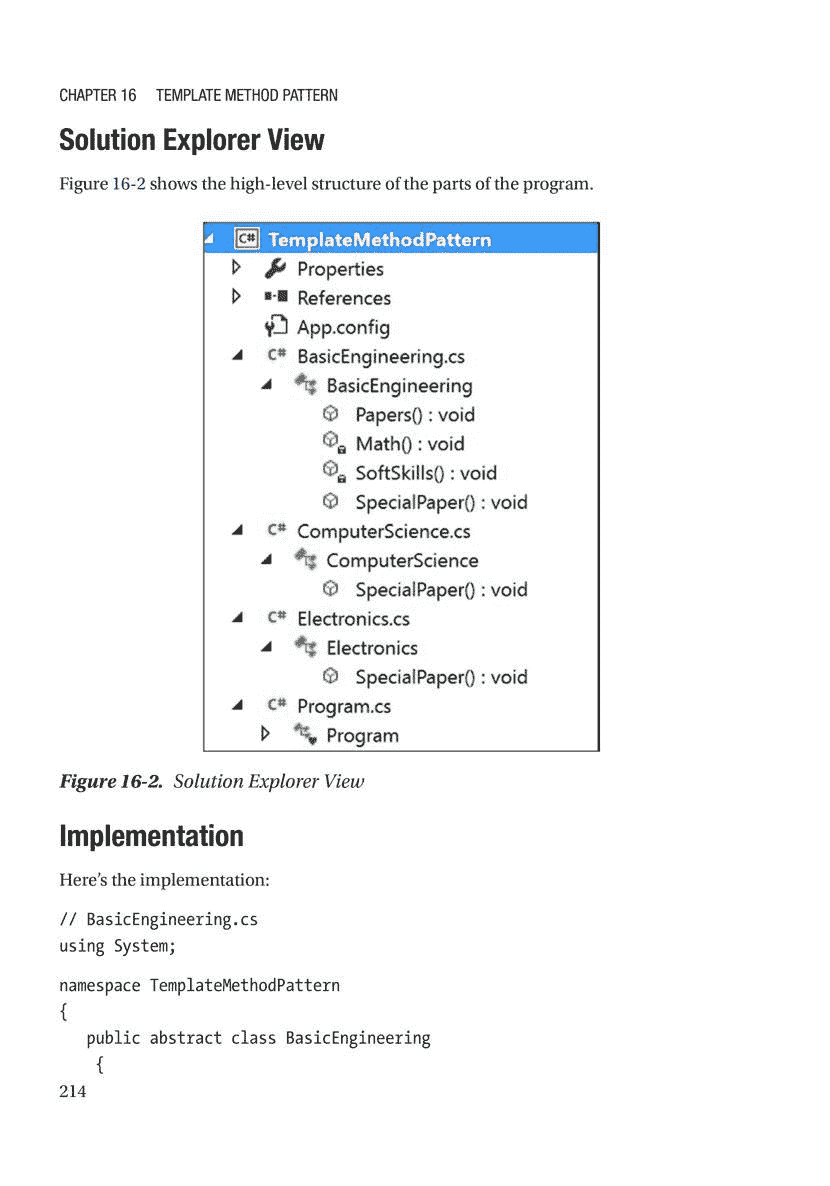 CHAPTER 16 TEMPLATE METHOD PATTERN
Solution Explorer View
Figure 16-2 shows the high-level structure of the parts of the program.
C# TemplateMethodPattern
Properties
References
App.config
C# BasicEngineering.cs
BasicEngineering
Papers() : void
Math() : void
SoftSkills() : void
SpecialPaper() : void
C# ComputerScience.cs
ComputerScience
SpecialPaper() : void
C# Electronics.cs
Electronics
SpecialPaper() : void
C# Program.cs
Program
Figure 16-2. Solution Explorer View
Implementation
Here’s the implementation:
// BasicEngineering.cs
using System;
namespace TemplateMethodPattern
{
public abstract class BasicEngineering
{
214